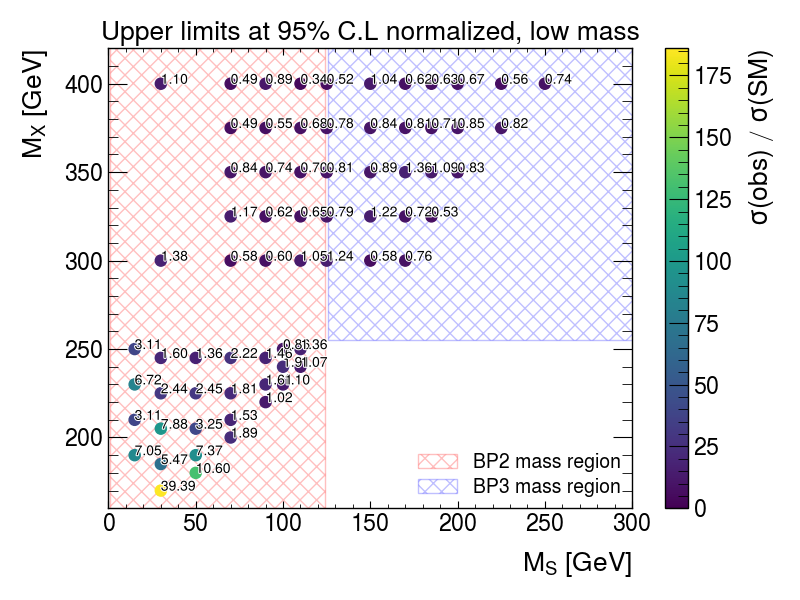 Upper limits at 95% C.L normalized, low mass
M_X [GeV]
400
350
300
250
200
1.10 0.49 0.89 0.34 0.52 1.04 0.62 0.63 0.67 0.56 0.74
0.49 0.55 0.68 0.78 0.84 0.81 0.71 0.85 0.82
0.84 0.74 0.70 0.81 0.89 1.36 1.09 0.83
1.17 0.62 0.65 0.79 1.22 0.72 0.53
1.38 0.58 0.60 1.05 1.24 0.58 0.76
3.11 1.36
1.60 1.36 2.22 1.46
1.07
6.72 1.10
2.44 2.45 1.81
1.02
3.11 1.53
7.88 3.25
1.89
7.05 7.37
5.47
10.60
39.39
BP2 mass region
BP3 mass region
0 50 100 150 200 250 300
M_S [GeV]
175
150
125
100
75
50
25
0
σ(obs) / σ(SM)